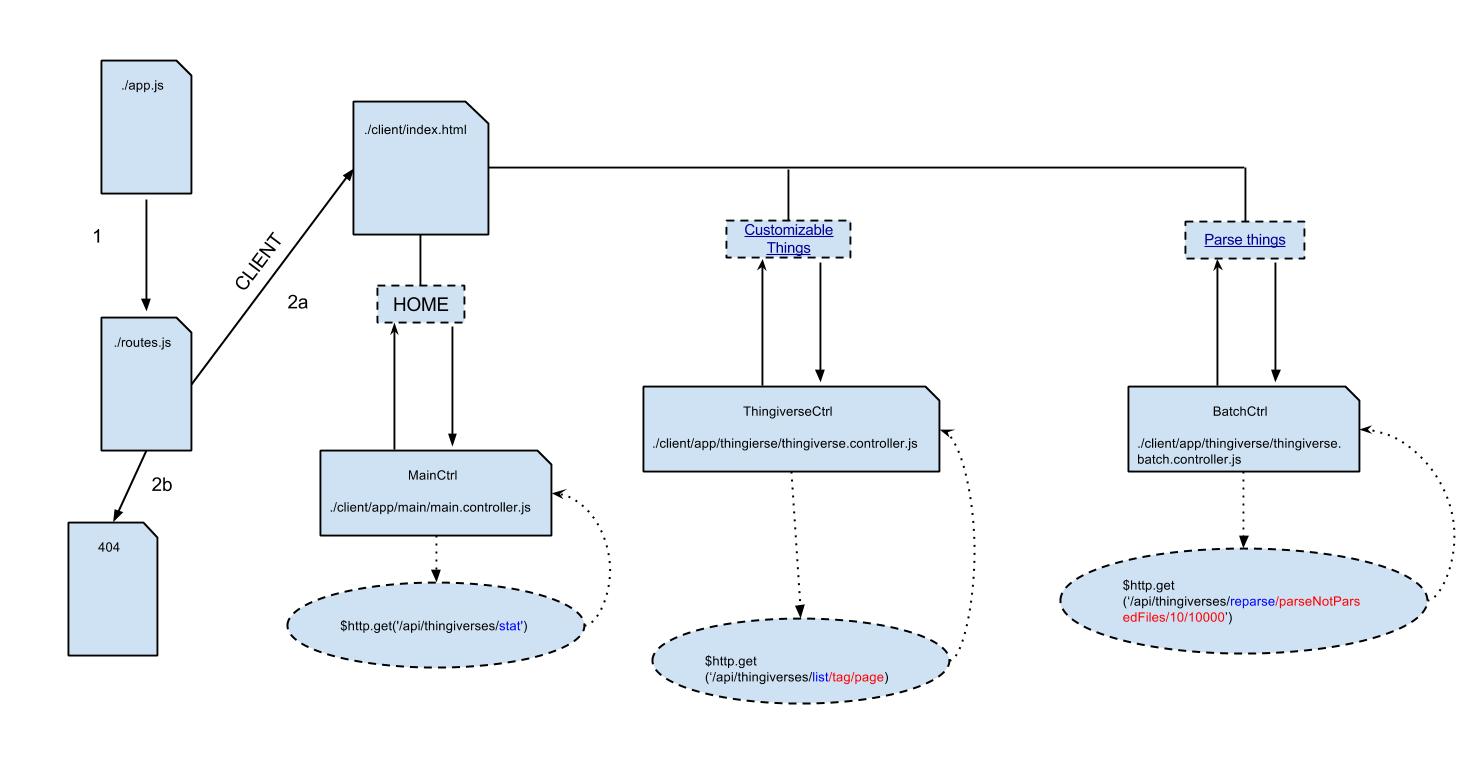 ./app.js
1
./routes.js
2b
404
CLIENT
2a
./client/index.html
HOME
MainCtrl
./client/app/main/main.controller.js
$http.get('/api/thingiverses/stat')
Customizable
Things
ThingiverseCtrl
./client/app/thingierse/thingiverse.controller.js
$http.get
(‘/api/thingiverses/list/tag/page)
Parse things
BatchCtrl
./client/app/thingiverse/thingiverse.
batch.controller.js
$http.get
(‘/api/thingiverses/reparse/parseNotPars
edFiles/10/10000’)